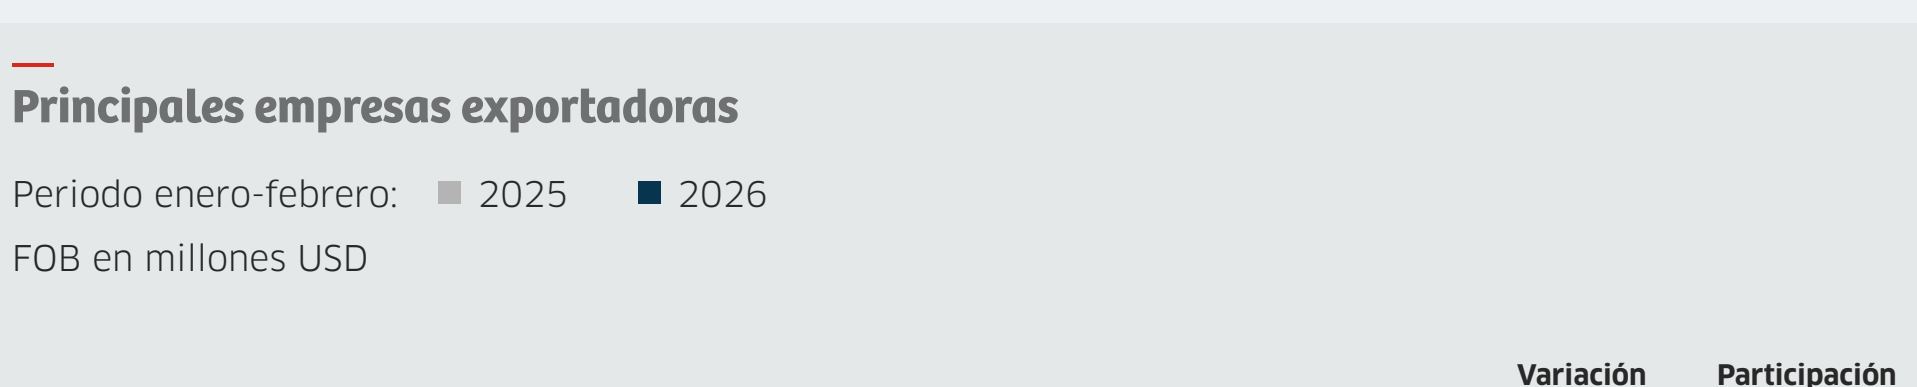 Principales empresas exportadoras
Periodo enero-febrero: 2025 2026
FOB en millones USD
Variación Participación